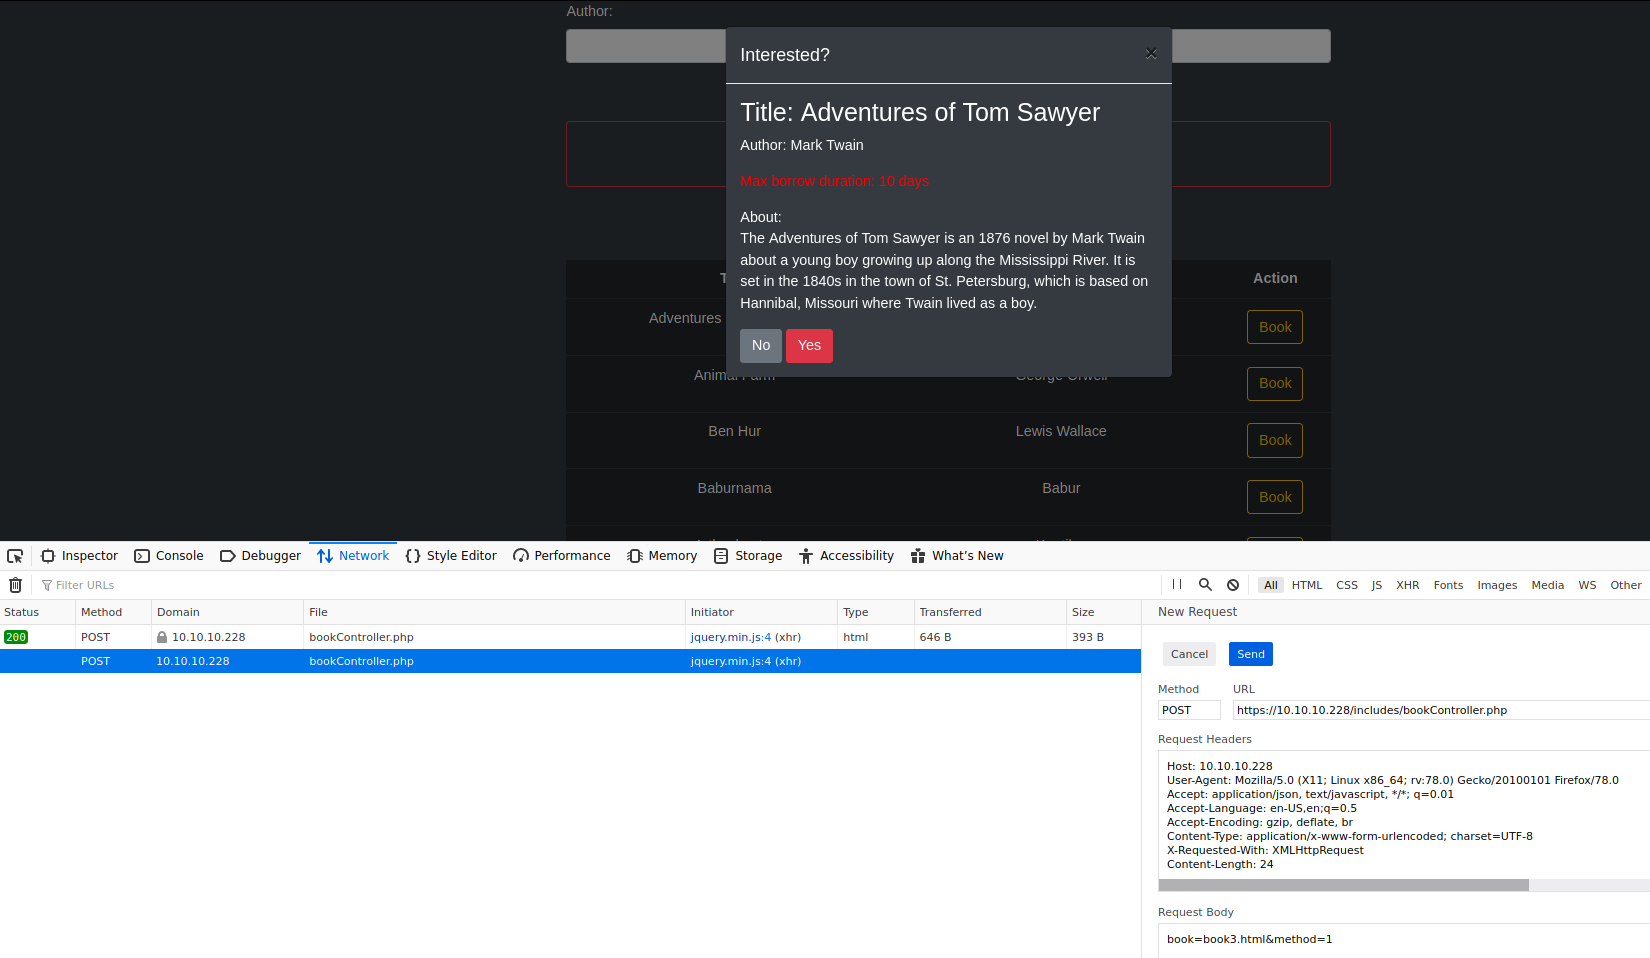 Author:
Interested?
×
Title: Adventures of Tom Sawyer
Author: Mark Twain
Max borrow duration: 10 days
About:
The Adventures of Tom Sawyer is an 1876 novel by Mark Twain
about a young boy growing up along the Mississippi River. It is
set in the 1840s in the town of St. Petersburg, which is based on
Hannibal, Missouri where Twain lived as a boy.
No Yes
Action
Adventures Book
Animal Farm George Orwell Book
Ben Hur Lewis Wallace Book
Baburnama Babur Book
Inspector Console Debugger Network Style Editor Performance Memory Storage Accessibility What's New
Filter URLs All HTML CSS JS XHR Fonts Images Media WS Other
Status Method Domain File Initiator Type Transferred Size
200 POST 10.10.10.228 bookController.php jquery.min.js:4 (xhr) html 646 B 393 B
POST 10.10.10.228 bookController.php jquery.min.js:4 (xhr)
New Request
Cancel Send
Method URL
POST https://10.10.10.228/includes/bookController.php
Request Headers
Host: 10.10.10.228
User-Agent: Mozilla/5.0 (X11; Linux x86_64; rv:78.0) Gecko/20100101 Firefox/78.0
Accept: application/json, text/javascript, */*; q=0.01
Accept-Language: en-US,en;q=0.5
Accept-Encoding: gzip, deflate, br
Content-Type: application/x-www-form-urlencoded; charset=UTF-8
X-Requested-With: XMLHttpRequest
Content-Length: 24
Request Body
book=book3.html&method=1